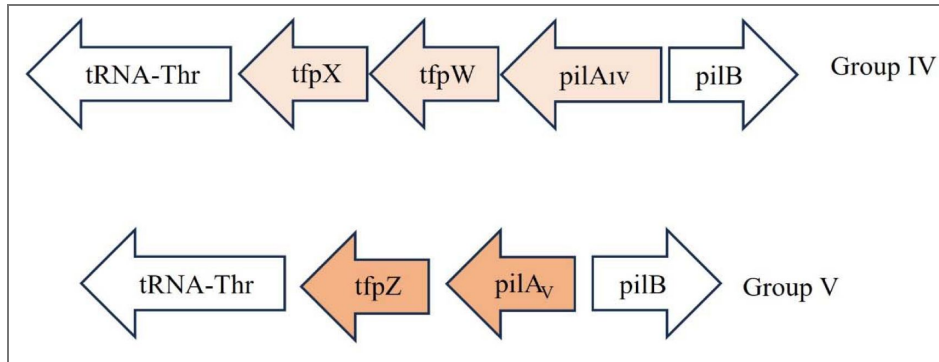 tRNA-Thr tfpX tfpW pilAIV pilB Group IV
tRNA-Thr tfpZ pilAV pilB Group V